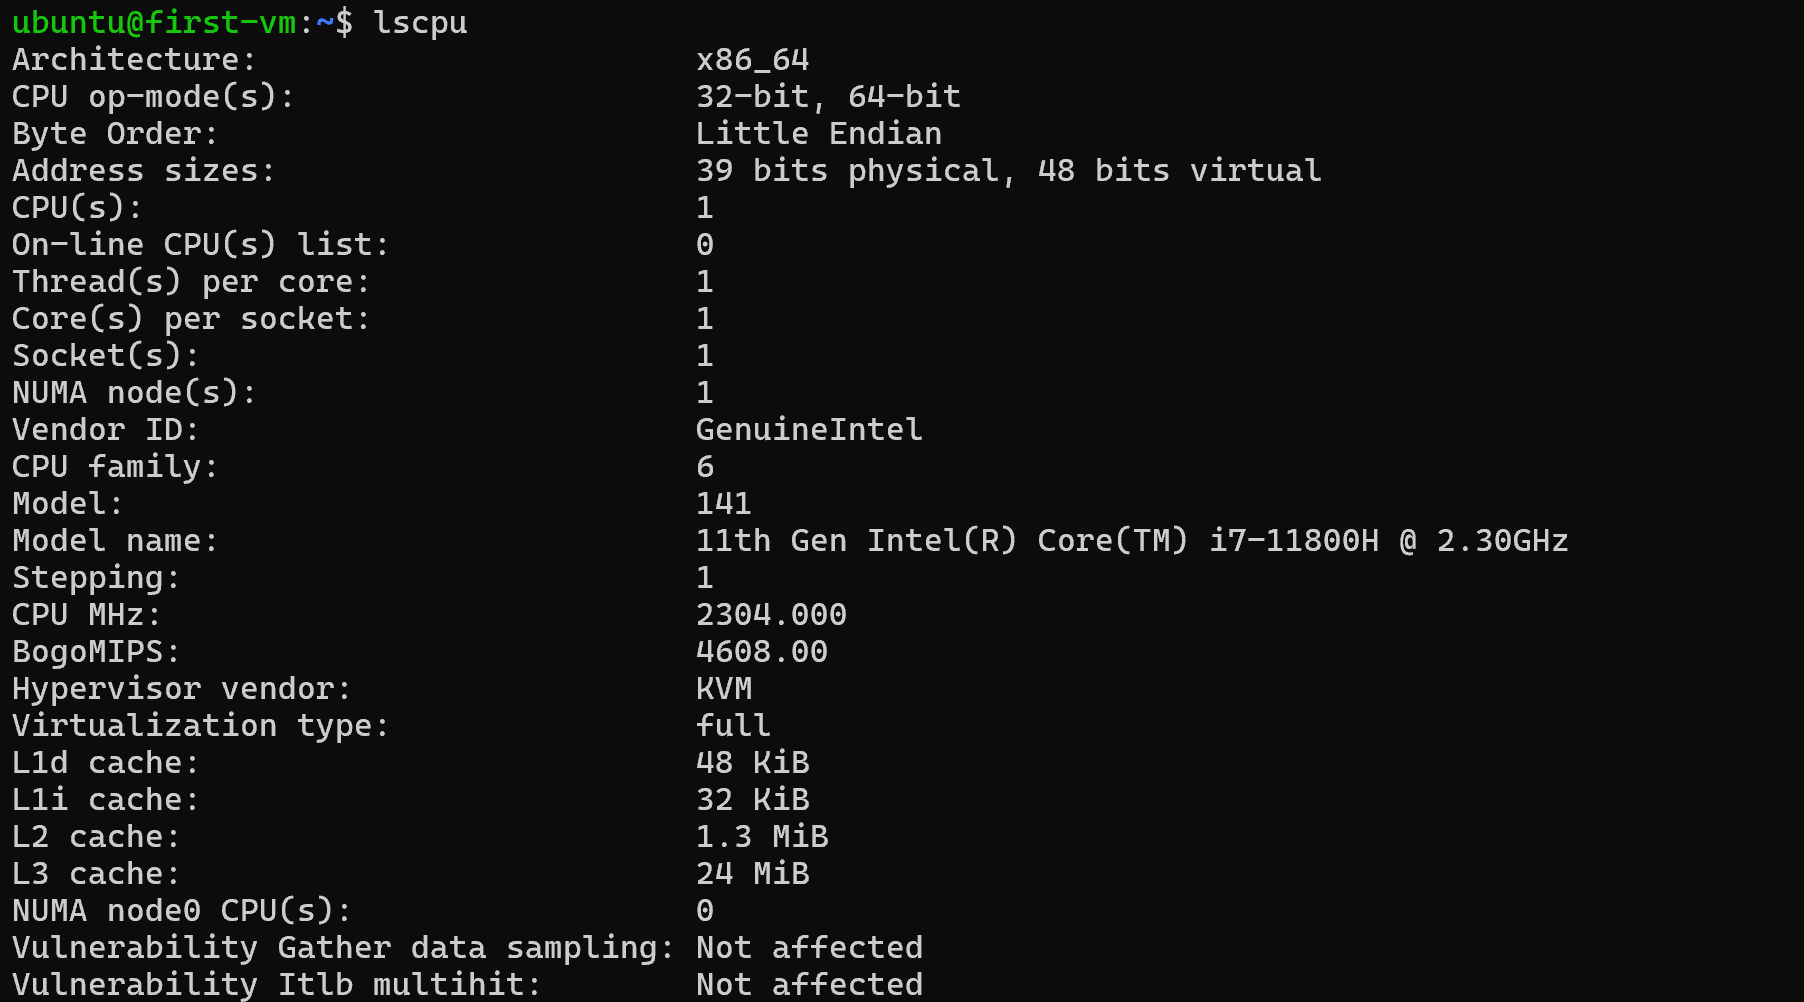 ubuntu@first-vm:~$ lscpu
Architecture: x86_64
CPU op-mode(s): 32-bit, 64-bit
Byte Order: Little Endian
Address sizes: 39 bits physical, 48 bits virtual
CPU(s): 1
On-line CPU(s) list: 0
Thread(s) per core: 1
Core(s) per socket: 1
Socket(s): 1
NUMA node(s): 1
Vendor ID: GenuineIntel
CPU family: 6
Model: 141
Model name: 11th Gen Intel(R) Core(TM) i7-11800H @ 2.30GHz
Stepping: 1
CPU MHz: 2304.000
BogoMIPS: 4608.00
Hypervisor vendor: KVM
Virtualization type: full
L1d cache: 48 KiB
L1i cache: 32 KiB
L2 cache: 1.3 MiB
L3 cache: 24 MiB
NUMA node0 CPU(s): 0
Vulnerability Gather data sampling: Not affected
Vulnerability Itlb multihit: Not affected